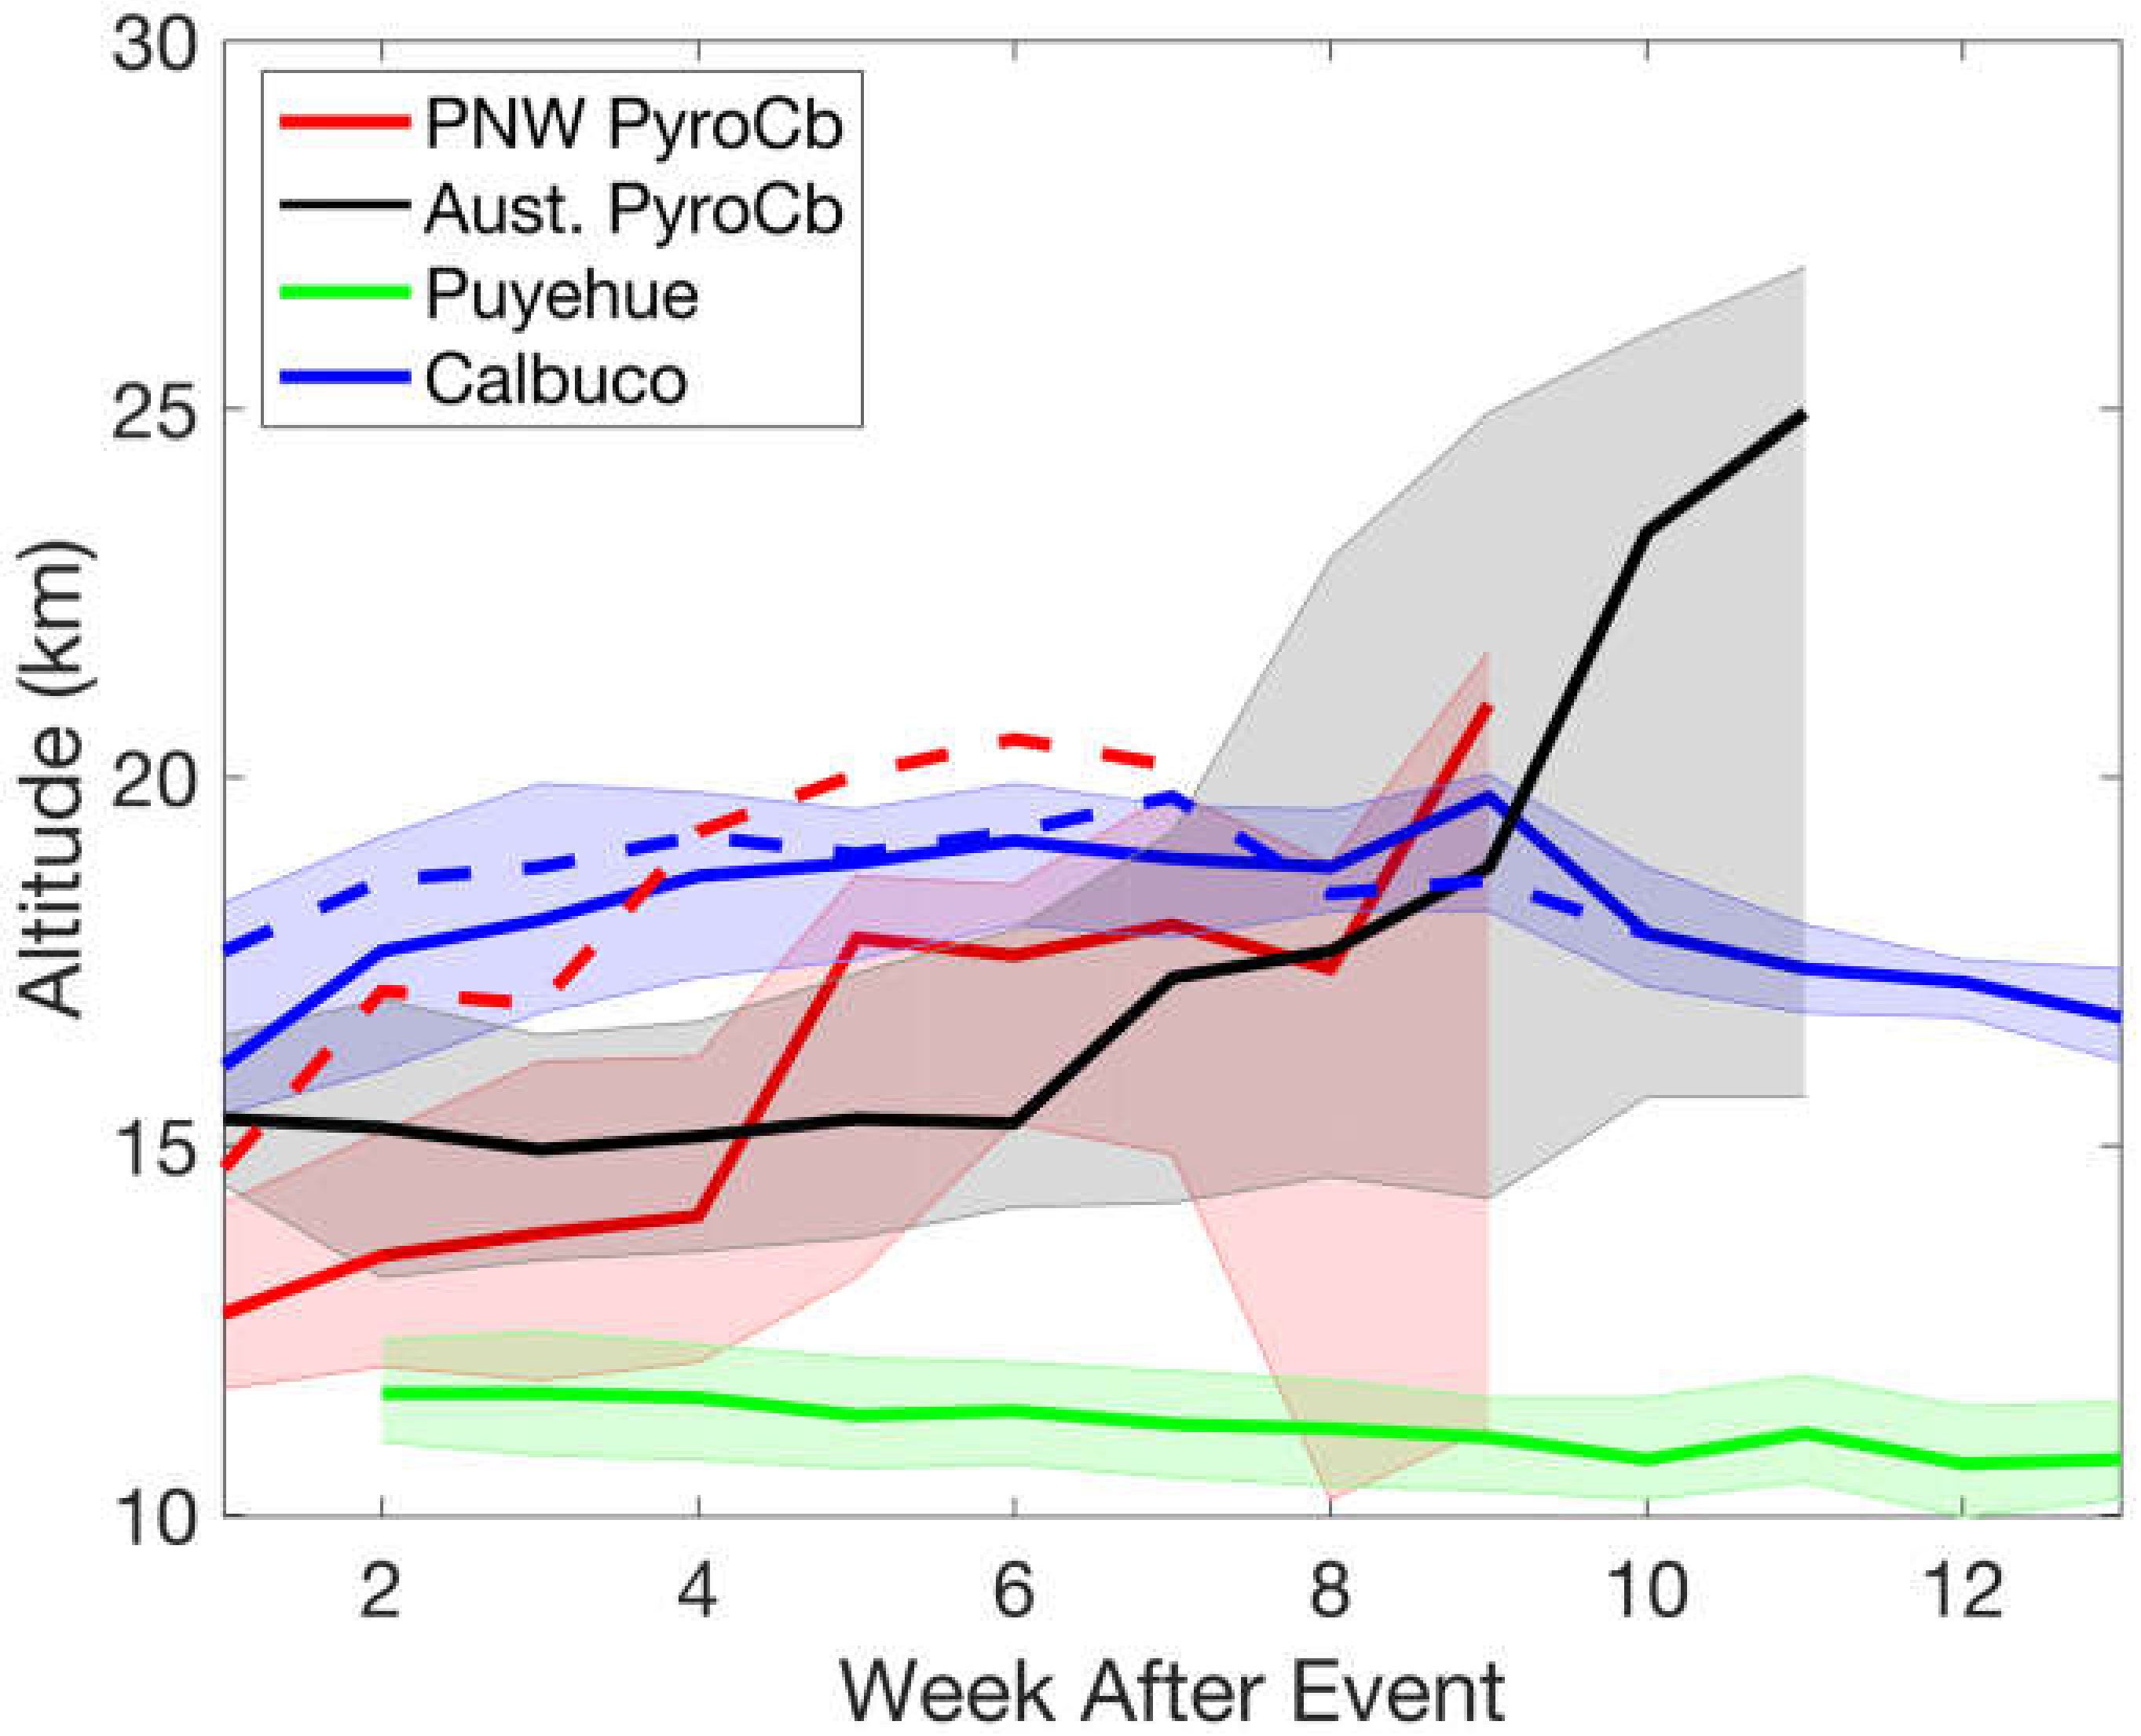 30
25
20
15
10
Altitude (km)
PNW PyroCb
Aust. PyroCb
Puyehue
Calbuco
2 4 6 8 10 12
Week After Event